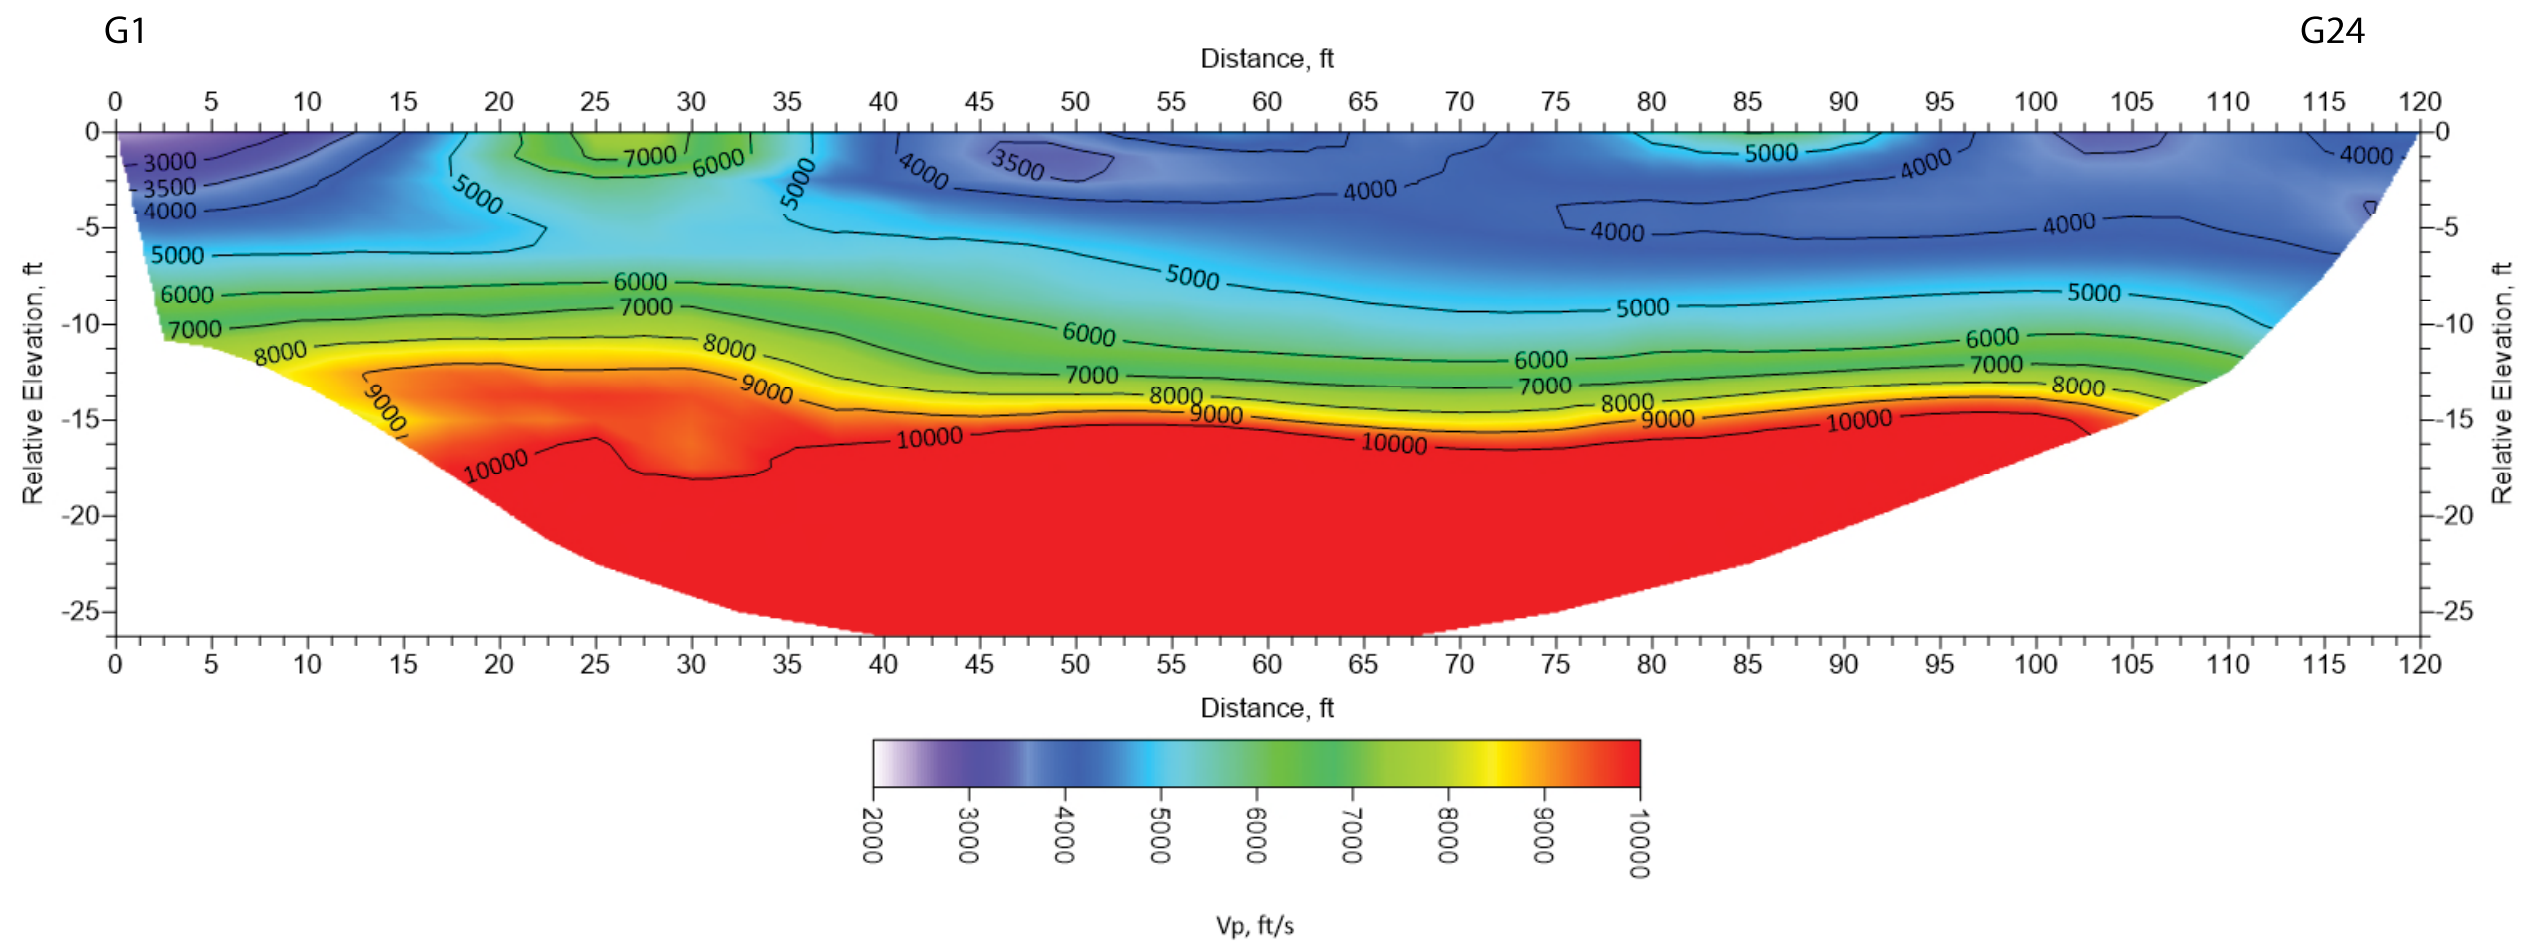 G1 G24
Distance, ft
0 5 10 15 20 25 30 35 40 45 50 55 60 65 70 75 80 85 90 95 100 105 110 115 120
0 0
3000 7000 6000 3500 5000 4000
3500 5000 5000 4000 4000 4000
4000 4000 4000
-5 -5
5000 5000
6000 6000 5000 5000
7000 7000 6000 6000 6000
-10 -10
8000 8000 7000 7000 7000
9000 9000 8000 8000 8000
-15 9000 9000 -15
10000 10000 10000 10000
-20 -20
-25 -25
Relative Elevation, ft
Relative Elevation, ft
0 5 10 15 20 25 30 35 40 45 50 55 60 65 70 75 80 85 90 95 100 105 110 115 120
Distance, ft
2000 3000 4000 5000 6000 7000 8000 9000 10000
Vp, ft/s